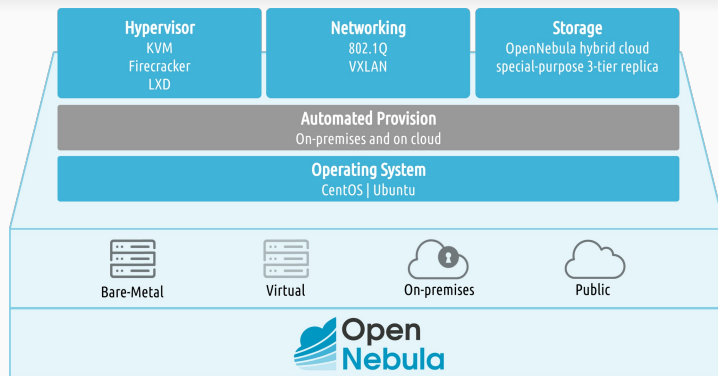 Hypervisor
KVM
Firecracker
LXD
Networking
802.1Q
VXLAN
Storage
OpenNebula hybrid cloud
special-purpose 3-tier replica
Automated Provision
On-premises and on cloud
Operating System
CentOS | Ubuntu
Bare-Metal
Virtual
On-premises
Public
Open
Nebula